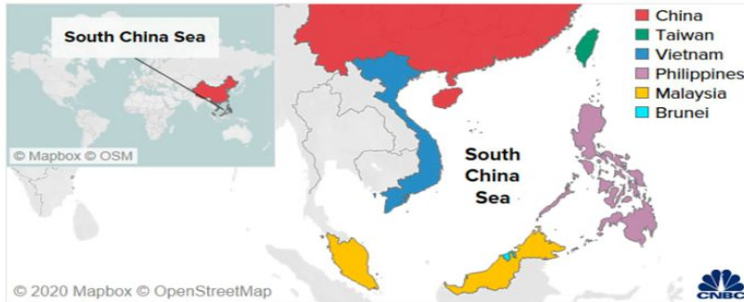 South China Sea
© Mapbox © OSM
China
Taiwan
Vietnam
Philippines
Malaysia
Brunei
South
China
Sea
© 2020 Mapbox © OpenStreetMap
CNBC